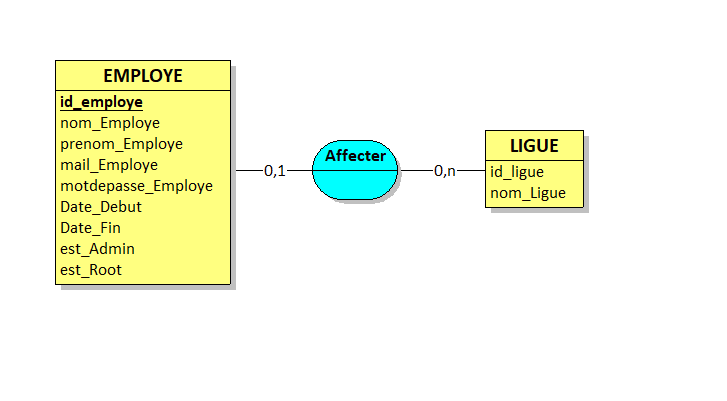 EMPLOYE
id_employe
nom_Employe
prenom_Employe
mail_Employe
motdepasse_Employe
Date_Debut
Date_Fin
est_Admin
est_Root
0,1
Affecter
0,n
LIGUE
id_ligue
nom_Ligue